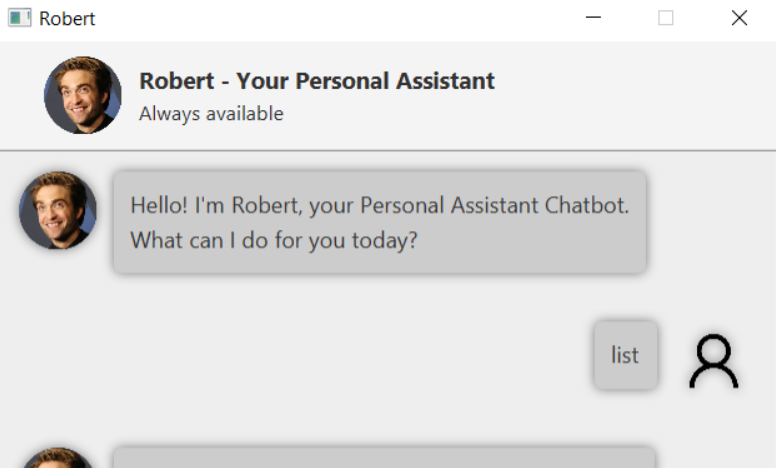 Robert
Robert - Your Personal Assistant
Always available
Hello! I'm Robert, your Personal Assistant Chatbot.
What can I do for you today?
list